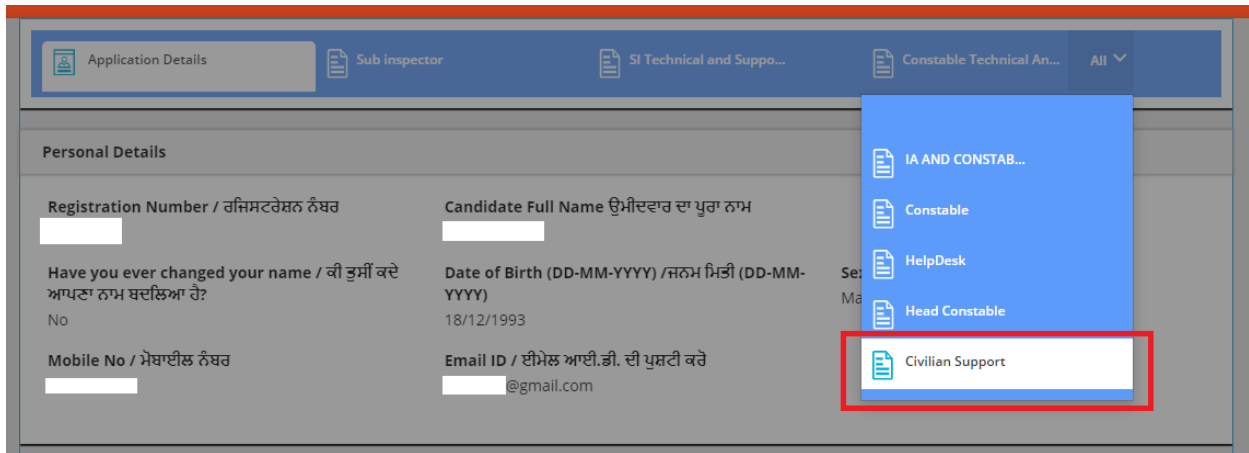 Application Details
Sub inspector
SI Technical and Suppo...
Constable Technical An...
All
IA AND CONSTAB...
Constable
HelpDesk
Head Constable
Civilian Support
Personal Details
Registration Number / ਰਜਿਸਟਰੇਸ਼ਨ ਨੰਬਰ
Candidate Full Name ਉਮੀਦਵਾਰ ਦਾ ਪੂਰਾ ਨਾਮ
Have you ever changed your name / ਕੀ ਤੁਸੀਂ ਕਦੇ
ਆਪਣਾ ਨਾਮ ਬਦਲਿਆ ਹੈ?
No
Date of Birth (DD-MM-YYYY) /ਜਨਮ ਮਿਤੀ (DD-MM-
YYYY)
18/12/1993
Mobile No / ਮੋਬਾਈਲ ਨੰਬਰ
Email ID / ਈਮੇਲ ਆਈ.ਡੀ. ਦੀ ਪੁਸ਼ਟੀ ਕਰੋ
@gmail.com